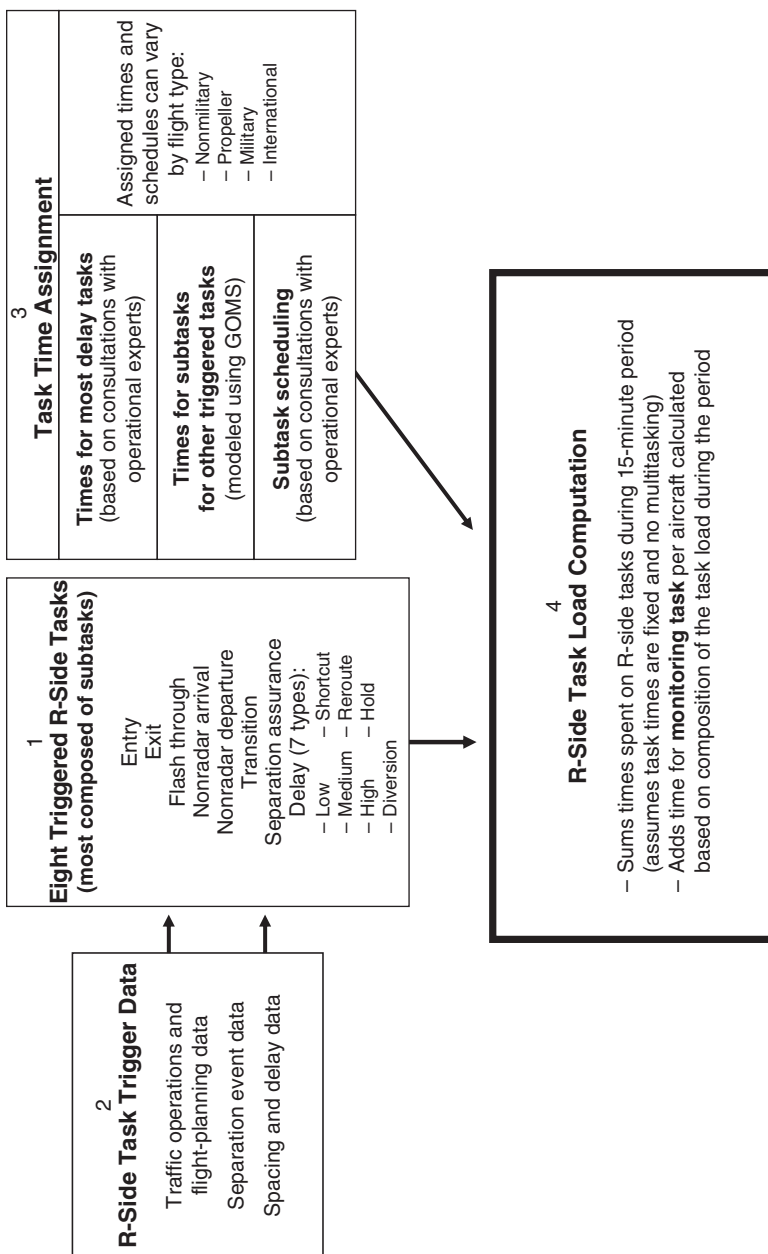 2
R-Side Task Trigger Data
Traffic operations and
flight-planning data
Separation event data
Spacing and delay data
1
Eight Triggered R-Side Tasks
(most composed of subtasks)
Entry
Exit
Flash through
Nonradar arrival
Nonradar departure
Transition
Separation assurance
Delay (7 types):
– Low – Shortcut
– Medium – Reroute
– High – Hold
– Diversion
3
Task Time Assignment
Times for most delay tasks
(based on consultations with
operational experts)
Times for subtasks
for other triggered tasks
(modeled using GOMS)
Subtask scheduling
(based on consultations with
operational experts)
Assigned times and
schedules can vary
by flight type:
– Nonmilitary
– Propeller
– Military
– International
4
R-Side Task Load Computation
– Sums times spent on R-side tasks during 15-minute period
(assumes task times are fixed and no multitasking)
– Adds time for monitoring task per aircraft calculated
based on composition of the task load during the period